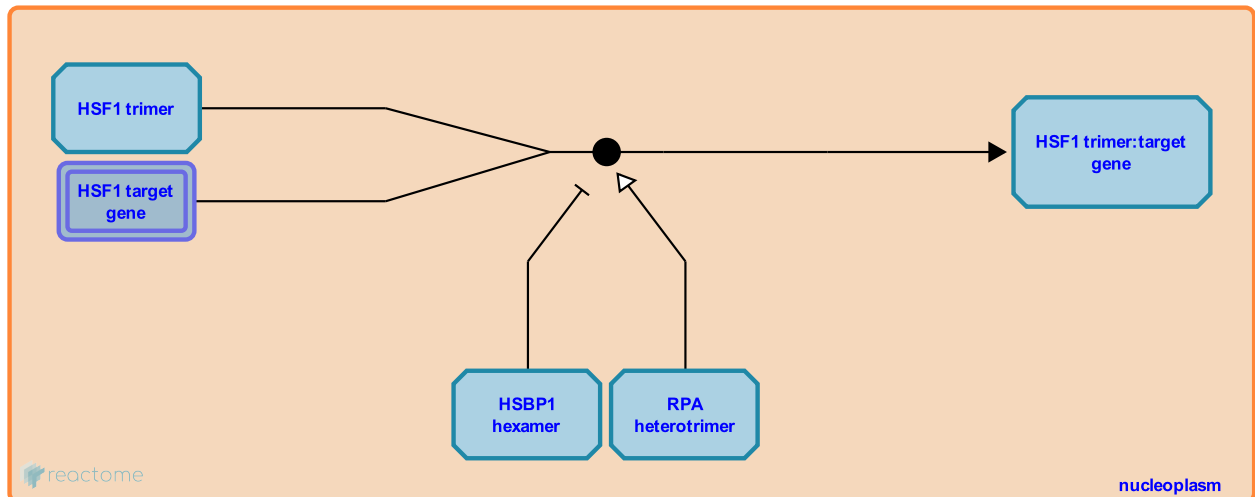 HSF1 trimer
HSF1 target
gene
HSF1 trimer:target
gene
HSBP1
hexamer
RPA
heterotrimer
reactome
nucleoplasm